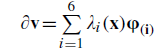 ∂v = ∑_{i=1}^{6} λ_i(x)φ_(i)